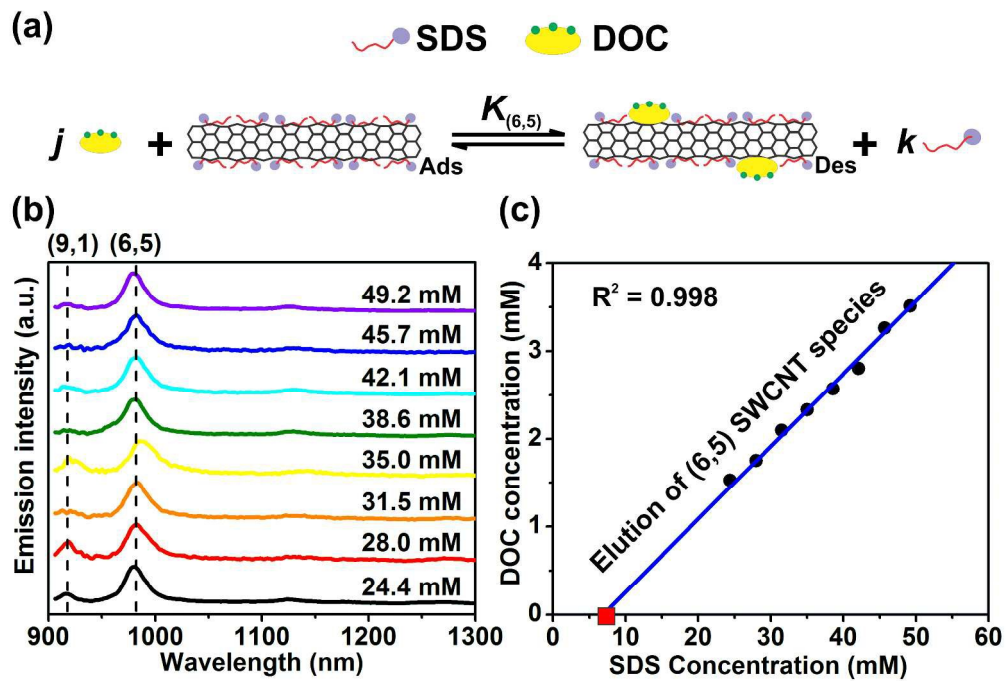 (a)
SDS DOC
j + Ads K(6,5) Des + k
(b)
(9,1) (6,5)
49.2 mM
45.7 mM
42.1 mM
38.6 mM
35.0 mM
31.5 mM
28.0 mM
24.4 mM
Emission intensity (a.u.)
900 1000 1100 1200 1300
Wavelength (nm)
(c)
R² = 0.998
Elution of (6,5) SWCNT species
DOC concentration (mM)
4
3
2
1
0
0 10 20 30 40 50 60
SDS Concentration (mM)